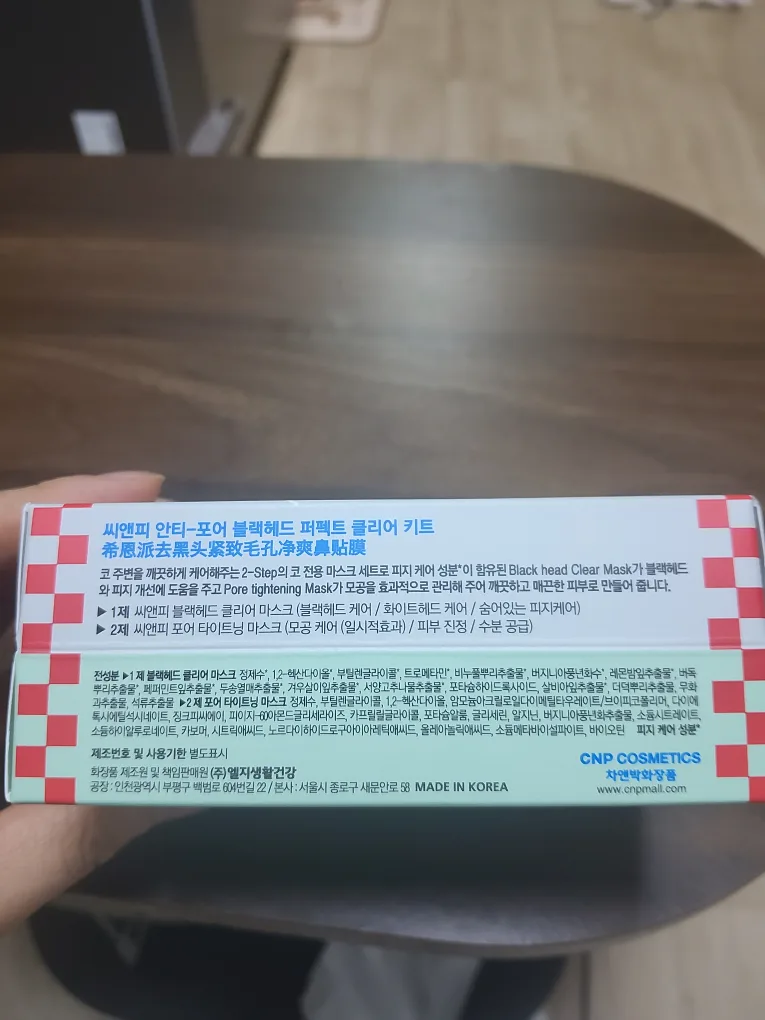 씨앤피 안티-포어 블랙헤드 퍼펙트 클리어 키트
希恩派去黑头紧致毛孔净爽鼻贴膜
코 주변을 깨끗하게 케어해주는 2-Step의 코 전용 마스크 세트로 피지 케어 성분*이 함유된 Black head Clear Mask가 블랙헤드
와 피지 개선에 도움을 주고 Pore tightening Mask가 모공을 효과적으로 관리해 주어 깨끗하고 매끈한 피부로 만들어 줍니다.
▶ 1제 씨앤피 블랙헤드 클리어 마스크 (블랙헤드 케어 / 화이트헤드 케어 / 숨어있는 피지케어)
▶ 2제 씨앤피 포어 타이트닝 마스크 (모공 케어 (일시적효과) / 피부 진정 / 수분 공급)
전성분 ▶1제 블랙헤드 클리어 마스크 정제수*, 1,2-헥산다이올*, 부틸렌글라이콜*, 트로메타민*, 비누풀뿌리추출물*, 버지니아풍년화수*, 레몬밤잎추출물*, 버독
뿌리추출물*, 페퍼민트잎추출물*, 두송열매추출물*, 겨우살이잎추출물*, 서양고추나물추출물*, 포타슘하이드록사이드, 살비아잎추출물*, 더덕뿌리추출물, 무화
과추출물, 석류추출물 ▶2제 포어 타이트닝 마스크 정제수, 부틸렌글라이콜, 1,2-헥산다이올, 암모늄아크릴로일다이메틸타우레이트/브이피코폴리머, 다이에
톡시에틸석시네이트, 징크피씨에이, 피이지-60아몬드글리세라이즈, 카프릴릴글라이콜, 포타슘알룸, 글리세린, 알지닌, 버지니아풍년화추출물, 소듐시트레이트,
소듐하이알루로네이트, 카보머, 시트릭애씨드, 노르다이하이드로구아이아레틱애씨드, 올레아놀릭애씨드, 소듐메타바이설파이트, 바이오틴 피지 케어 성분*
제조번호 및 사용기한 별도표시
화장품 제조원 및 책임판매원 (주)엘지생활건강
공장 : 인천광역시 부평구 백범로 604번길 22 / 본사 : 서울시 종로구 새문안로 58 MADE IN KOREA
CNP COSMETICS
차앤박화장품
www.cnpmall.com